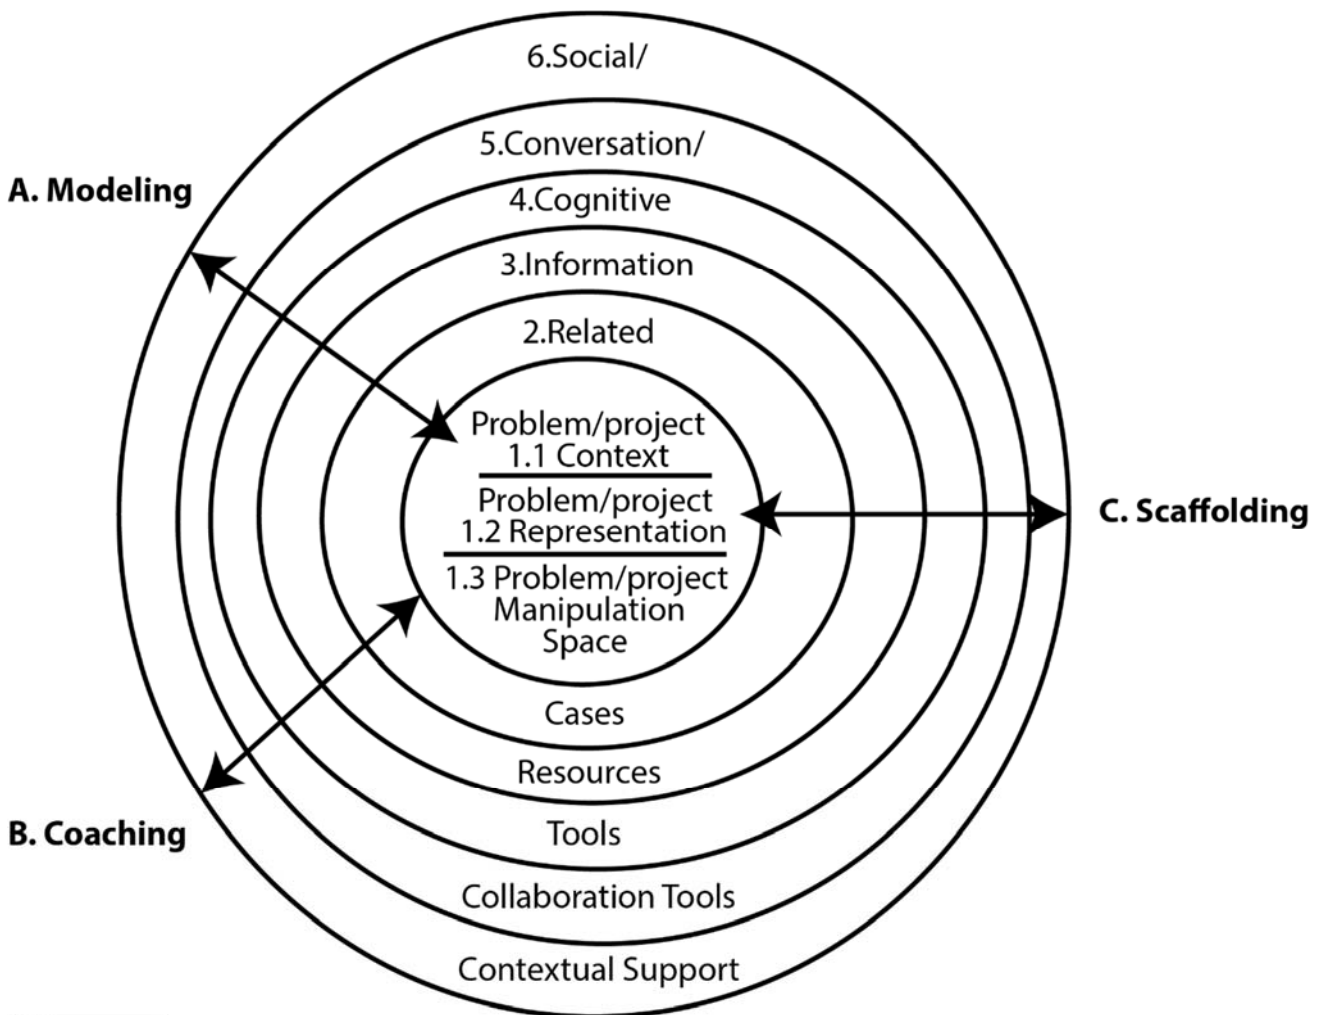 6.Social/
5.Conversation/
A. Modeling
4.Cognitive
3.Information
2.Related
Problem/project
1.1 Context
Problem/project
1.2 Representation
C. Scaffolding
1.3 Problem/project
Manipulation
Space
Cases
Resources
B. Coaching
Tools
Collaboration Tools
Contextual Support